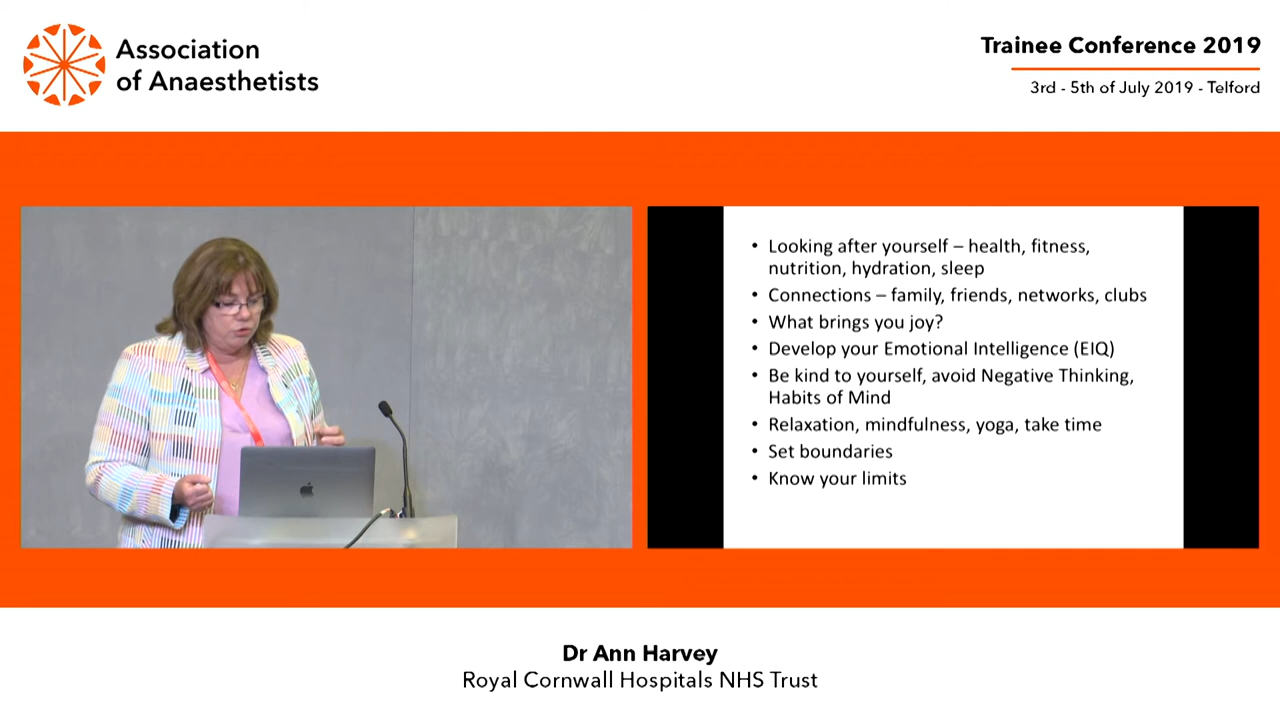 Association
of Anaesthetists
Trainee Conference 2019
3rd - 5th of July 2019 - Telford
• Looking after yourself – health, fitness,
nutrition, hydration, sleep
• Connections – family, friends, networks, clubs
• What brings you joy?
• Develop your Emotional Intelligence (EIQ)
• Be kind to yourself, avoid Negative Thinking,
Habits of Mind
• Relaxation, mindfulness, yoga, take time
• Set boundaries
• Know your limits
Dr Ann Harvey
Royal Cornwall Hospitals NHS Trust